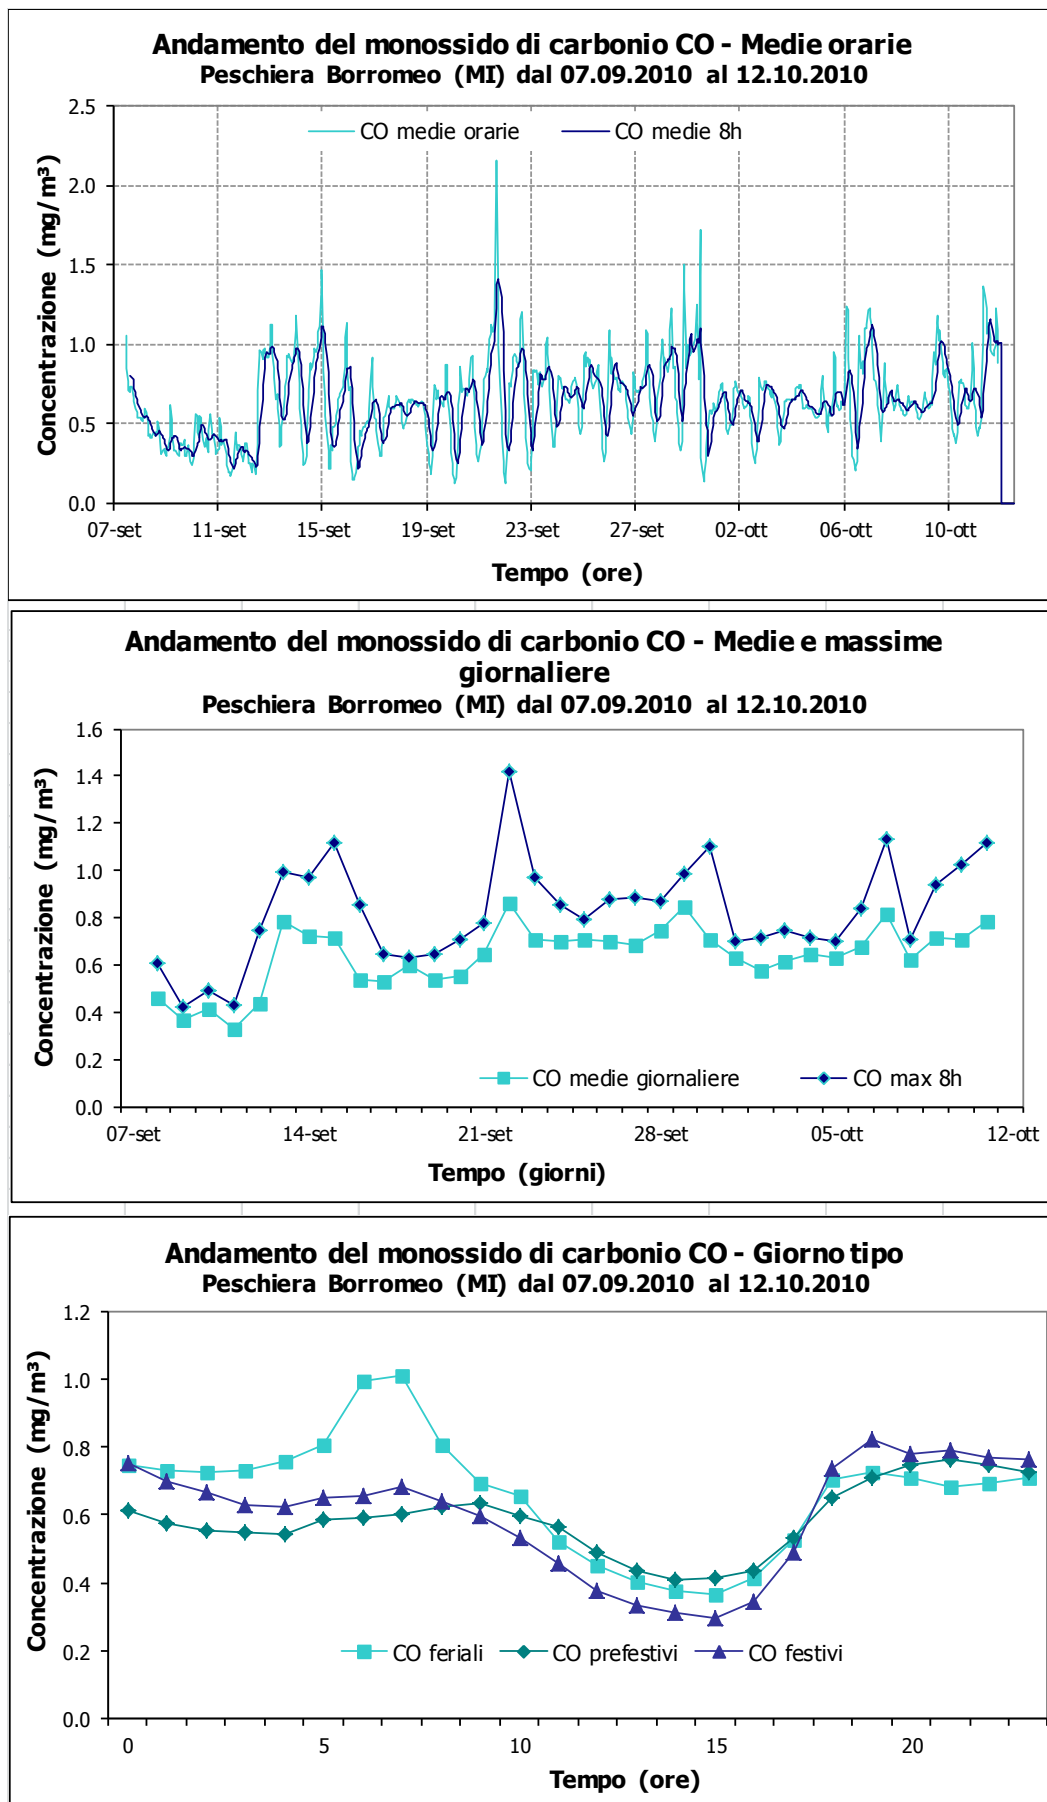 Andamento del monossido di carbonio CO - Medie orarie
Peschiera Borromeo (MI) dal 07.09.2010 al 12.10.2010
Concentrazione (mg/m³)
2.5
2.0
1.5
1.0
0.5
0.0
CO medie orarie CO medie 8h
07-set 11-set 15-set 19-set 23-set 27-set 02-ott 06-ott 10-ott
Tempo (ore)
Andamento del monossido di carbonio CO - Medie e massime
giornaliere
Peschiera Borromeo (MI) dal 07.09.2010 al 12.10.2010
Concentrazione (mg/m³)
1.6
1.4
1.2
1.0
0.8
0.6
0.4
0.2
0.0
CO medie giornaliere CO max 8h
07-set 14-set 21-set 28-set 05-ott 12-ott
Tempo (giorni)
Andamento del monossido di carbonio CO - Giorno tipo
Peschiera Borromeo (MI) dal 07.09.2010 al 12.10.2010
Concentrazione (mg/m³)
1.2
1.0
0.8
0.6
0.4
0.2
0.0
CO feriali CO prefestivi CO festivi
0 5 10 15 20
Tempo (ore)